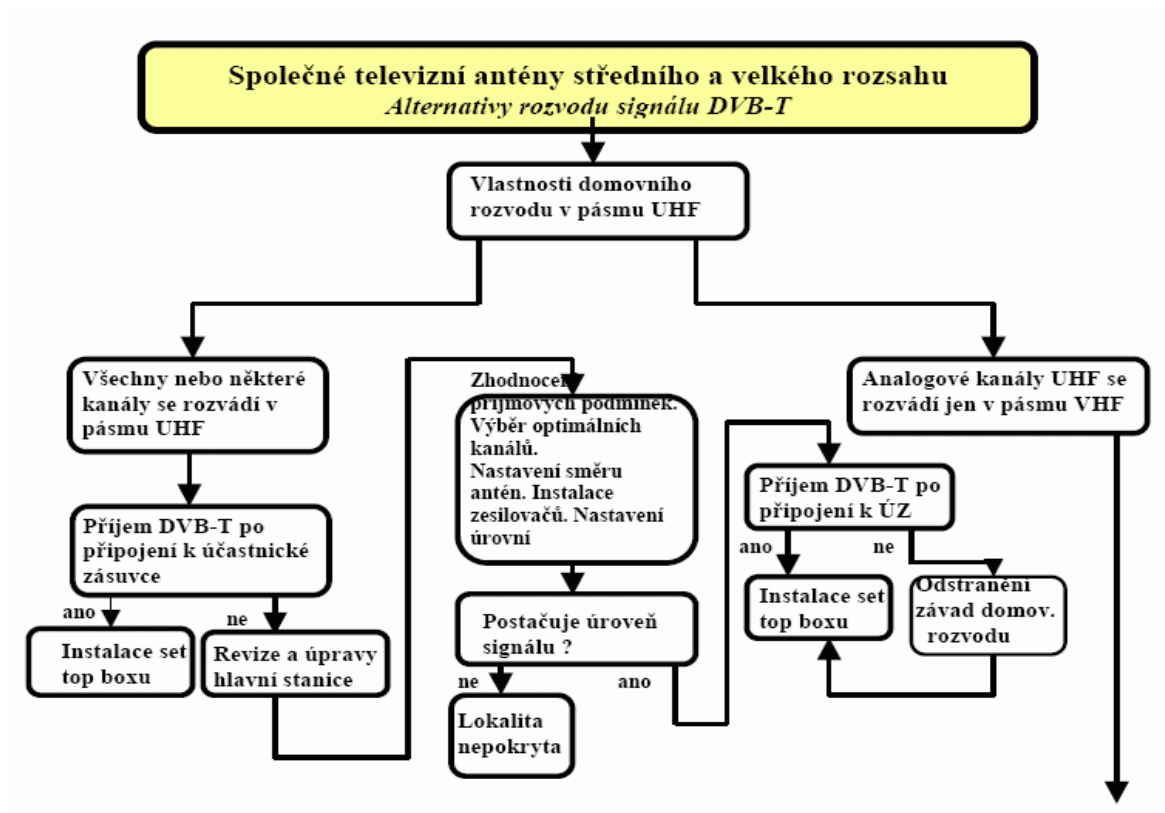 Společné televizní antény středního a velkého rozsahu
Alternativy rozvodu signálu DVB-T
Vlastnosti domovního
rozvodu v pásmu UHF
Všechny nebo některé
kanály se rozvádí v
pásmu UHF
Příjem DVB-T po
připojení k účastnické
zásuvce
ano
ne
Instalace set
top boxu
Revize a úpravy
hlavní stanice
Zhodnocení
příjmových podmínek.
Výběr optimálních
kanálů.
Nastavení směru
antén. Instalace
zesilovačů. Nastavení
úrovní
Postačuje úroveň
signálu ?
ne
ano
Lokalita
nepokryta
Analogové kanály UHF se
rozvádí jen v pásmu VHF
Příjem DVB-T po
připojení k ÚZ
ano
ne
Instalace set
top boxu
Odstranění
závad domov.
rozvodu